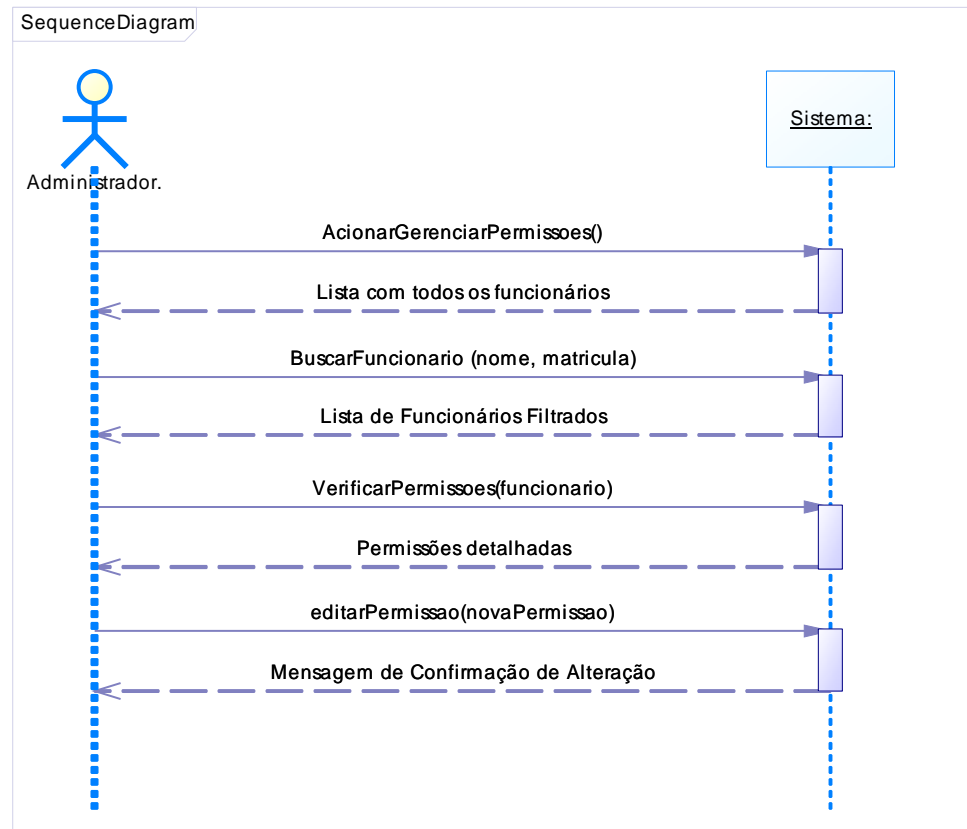 SequenceDiagram
Sistema:
Administrador.
AcionarGerenciarPermissoes()
Lista com todos os funcionários
BuscarFuncionario (nome, matricula)
Lista de Funcionários Filtrados
VerificarPermissoes(funcionario)
Permissões detalhadas
editarPermissao(novaPermissao)
Mensagem de Confirmação de Alteração